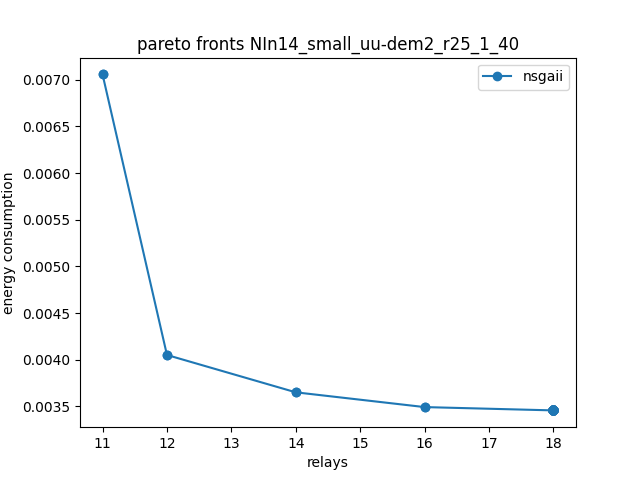 pareto fronts NIn14_small_uu-dem2_r25_1_40
nsgaii
energy consumption
0.0070
0.0065
0.0060
0.0055
0.0050
0.0045
0.0040
0.0035
11 12 13 14 15 16 17 18
relays